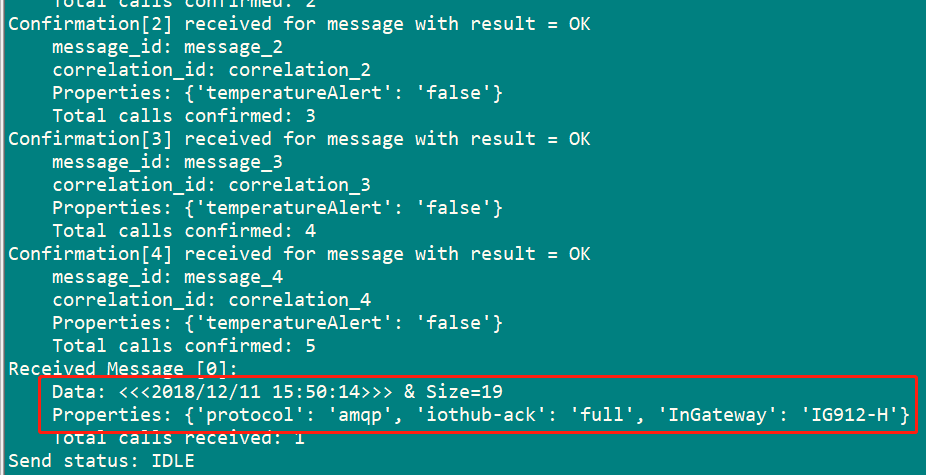 Total calls confirmed: 2
Confirmation[2] received for message with result = OK
message_id: message_2
correlation_id: correlation_2
Properties: {'temperatureAlert': 'false'}
Total calls confirmed: 3
Confirmation[3] received for message with result = OK
message_id: message_3
correlation_id: correlation_3
Properties: {'temperatureAlert': 'false'}
Total calls confirmed: 4
Confirmation[4] received for message with result = OK
message_id: message_4
correlation_id: correlation_4
Properties: {'temperatureAlert': 'false'}
Total calls confirmed: 5
Received Message [0]:
Data: <<<2018/12/11 15:50:14>>> & Size=19
Properties: {'protocol': 'amqp', 'iothub-ack': 'full', 'InGateway': 'IG912-H'}
Total calls received: 1
Send status: IDLE